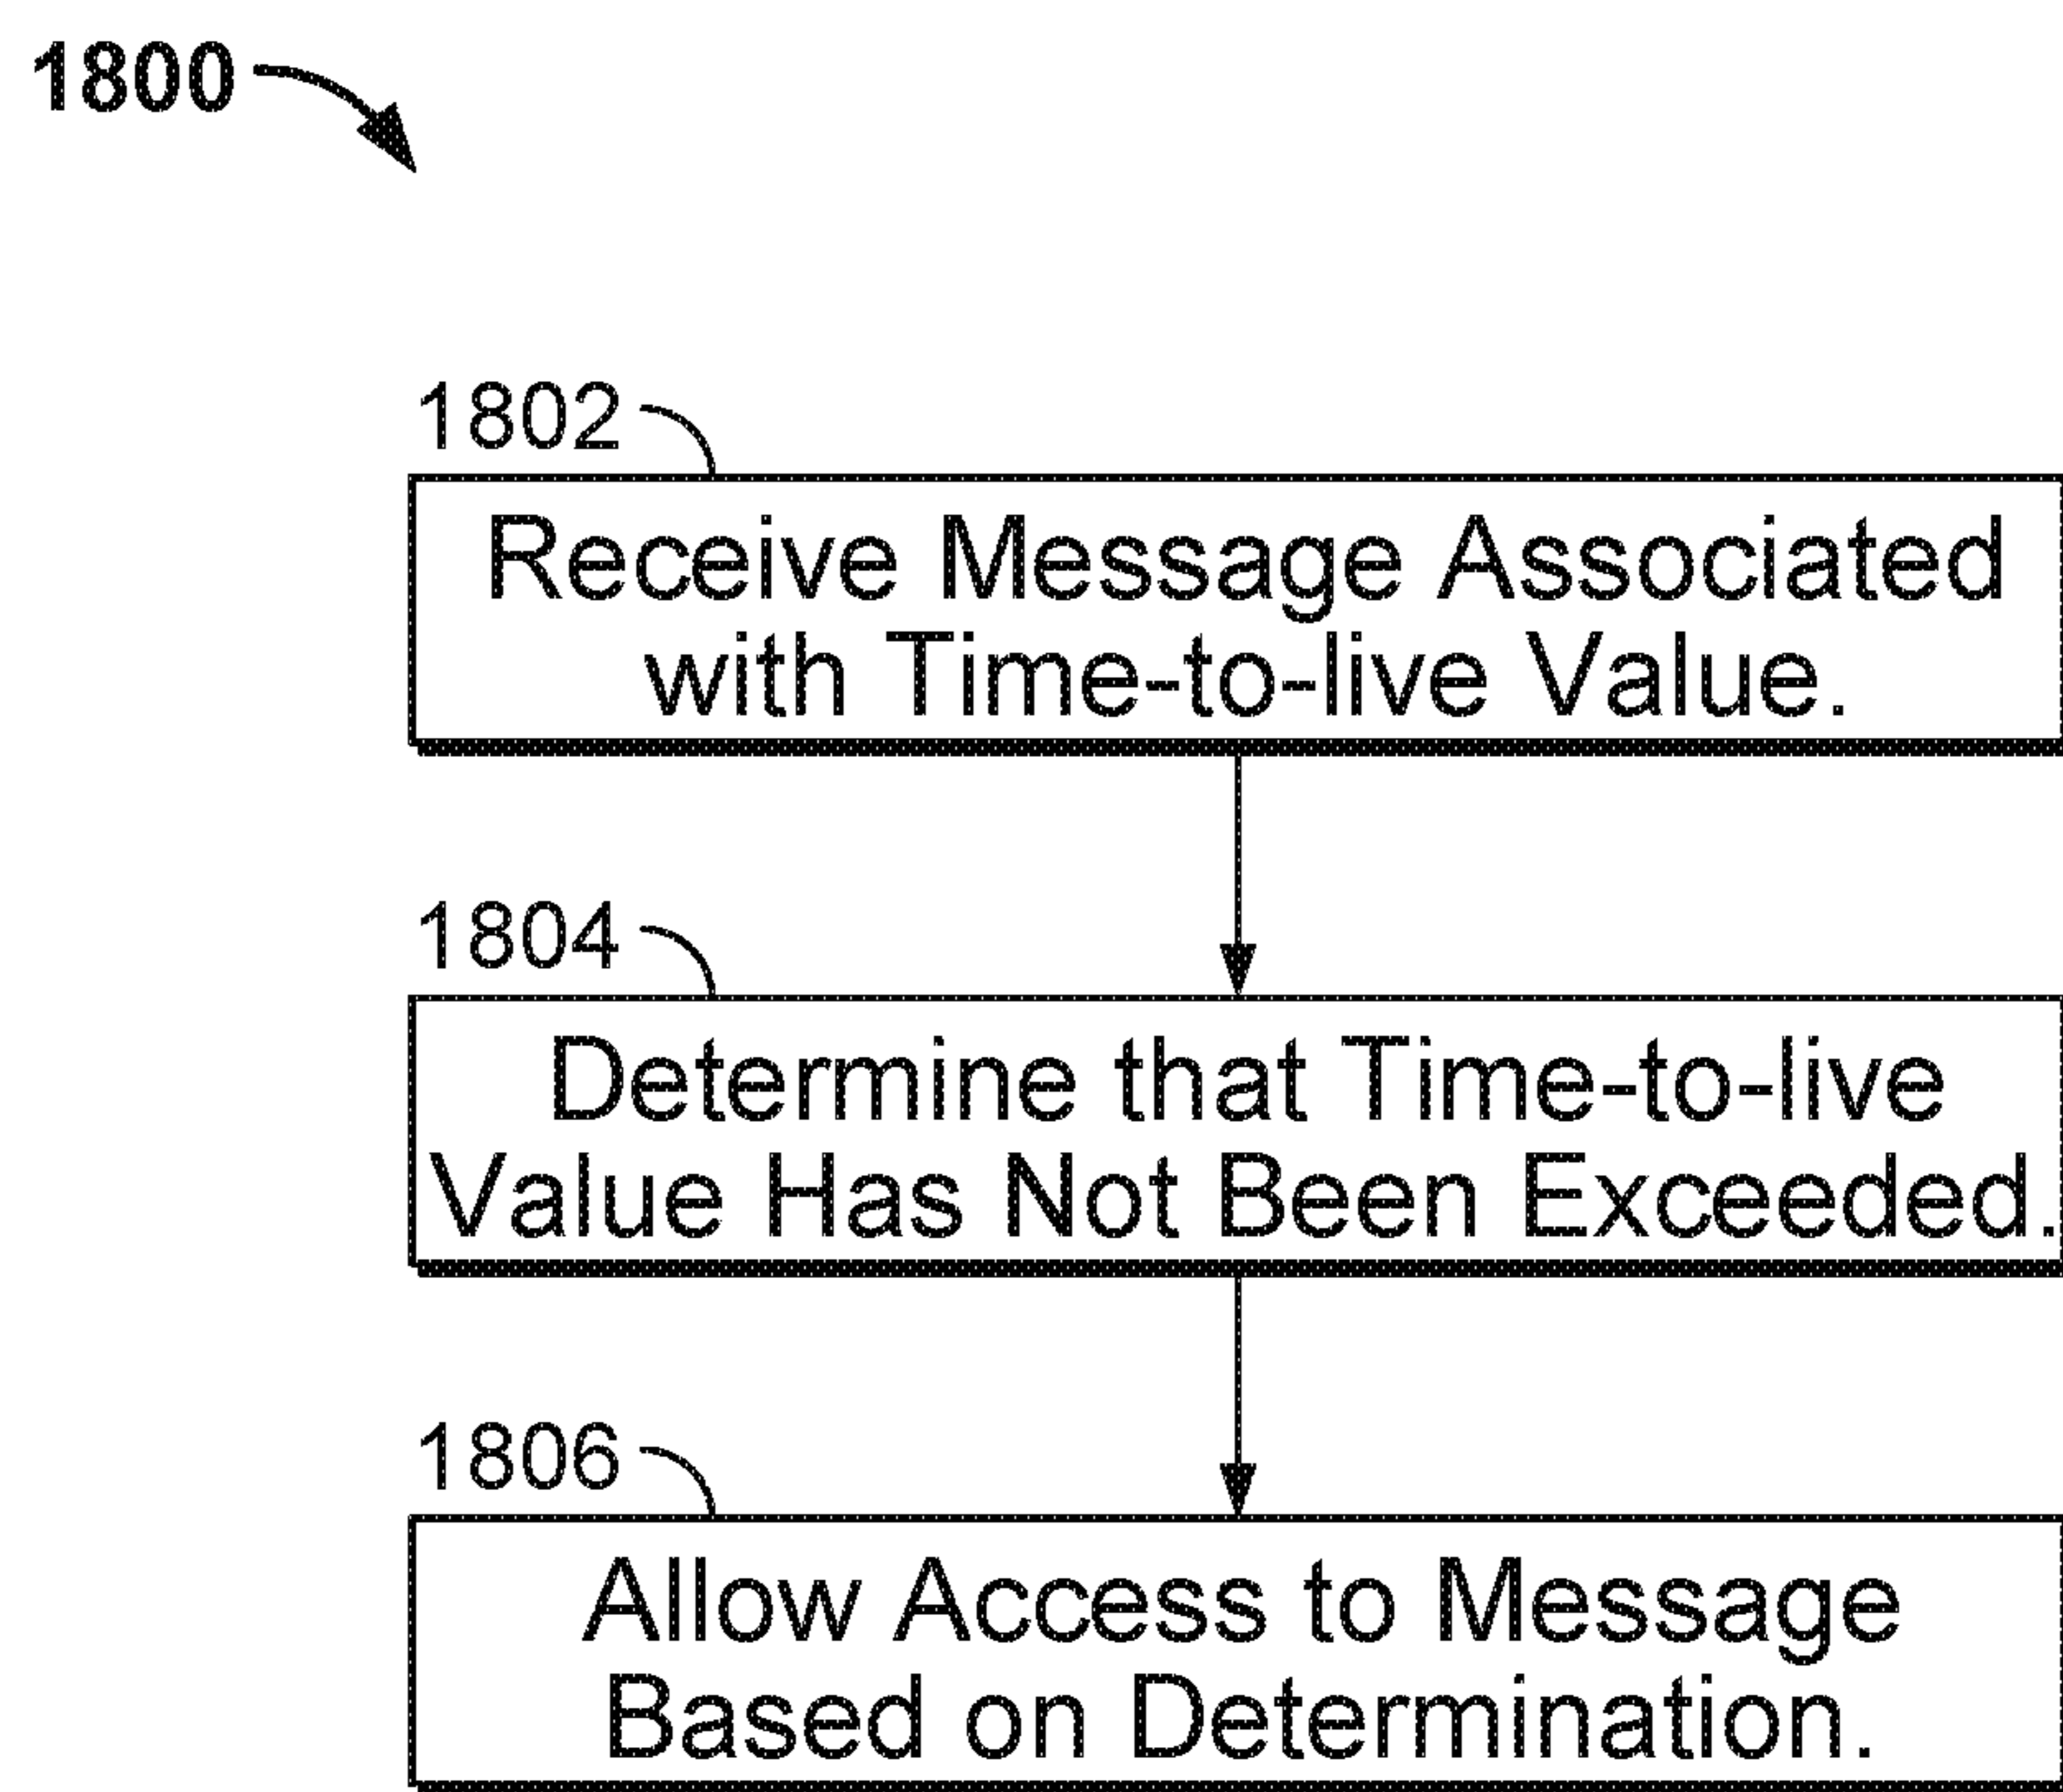 1800
1802
Receive Message Associated
with Time-to-live Value.
1804
Determine that Time-to-live
Value Has Not Been Exceeded.
1806
Allow Access to Message
Based on Determination.